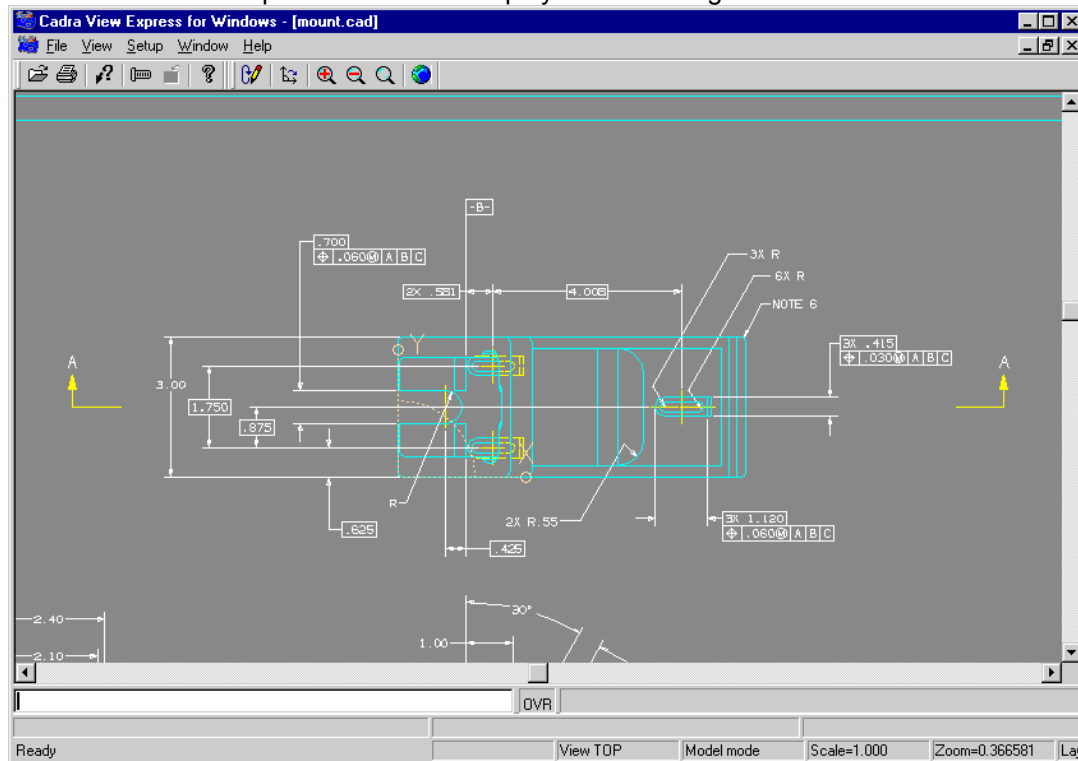 Cadra View Express for Windows - [mount.cad]
File View Setup Window Help
-B-
.700
⌖ .060Ⓜ A B C
3X R
6X R
2X .581
4.008
NOTE 6
A
Y
3X .415
⌖ .030Ⓜ A B C
A
3.00
1.750
.875
X
R
2X R.55
3X 1.120
⌖ .060Ⓜ A B C
.625
.425
2.40
30°
1.00
2.10
OVR
Ready
View TOP
Model mode
Scale=1.000
Zoom=0.366581
La